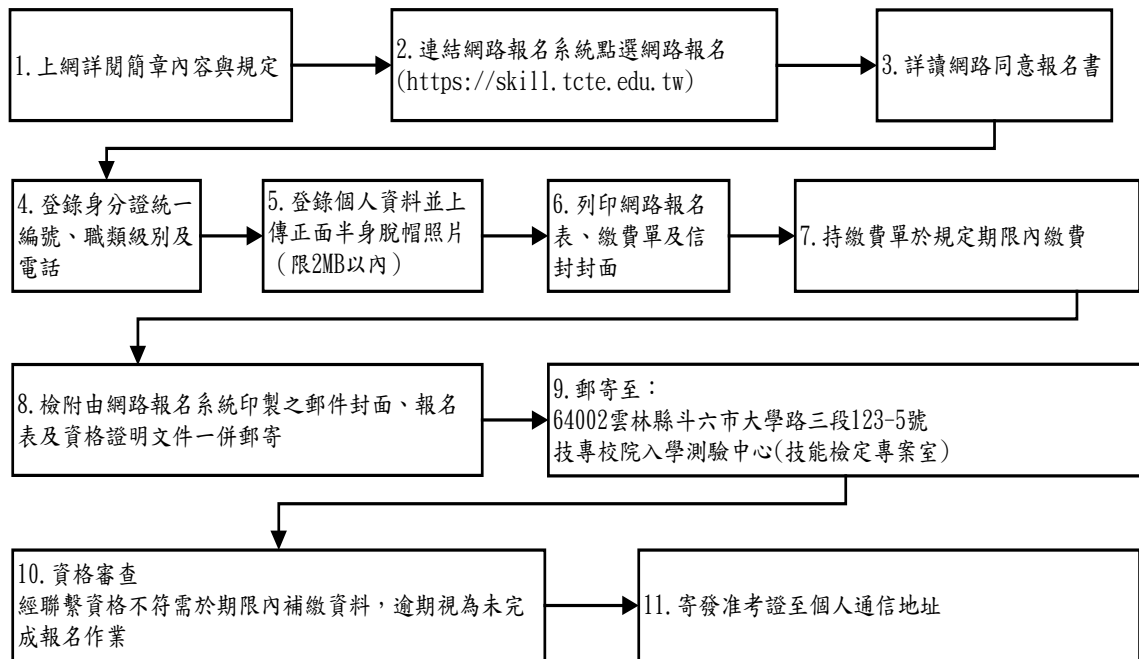 1.上網詳閱簡章內容與規定
2.連結網路報名系統點選網路報名
(https://skill.tcte.edu.tw)
3.詳讀網路同意報名書
4.登錄身分證統一
編號、職類級別及
電話
5.登錄個人資料並上
傳正面半身脫帽照片
（限2MB以內）
6.列印網路報名
表、繳費單及信
封封面
7.持繳費單於規定期限內繳費
8.檢附由網路報名系統印製之郵件封面、報名
表及資格證明文件一併郵寄
9.郵寄至：
64002雲林縣斗六市大學路三段123-5號
技專校院入學測驗中心(技能檢定專案室)
10.資格審查
經聯繫資格不符需於期限內補繳資料，逾期視為未完
成報名作業
11.寄發准考證至個人通信地址